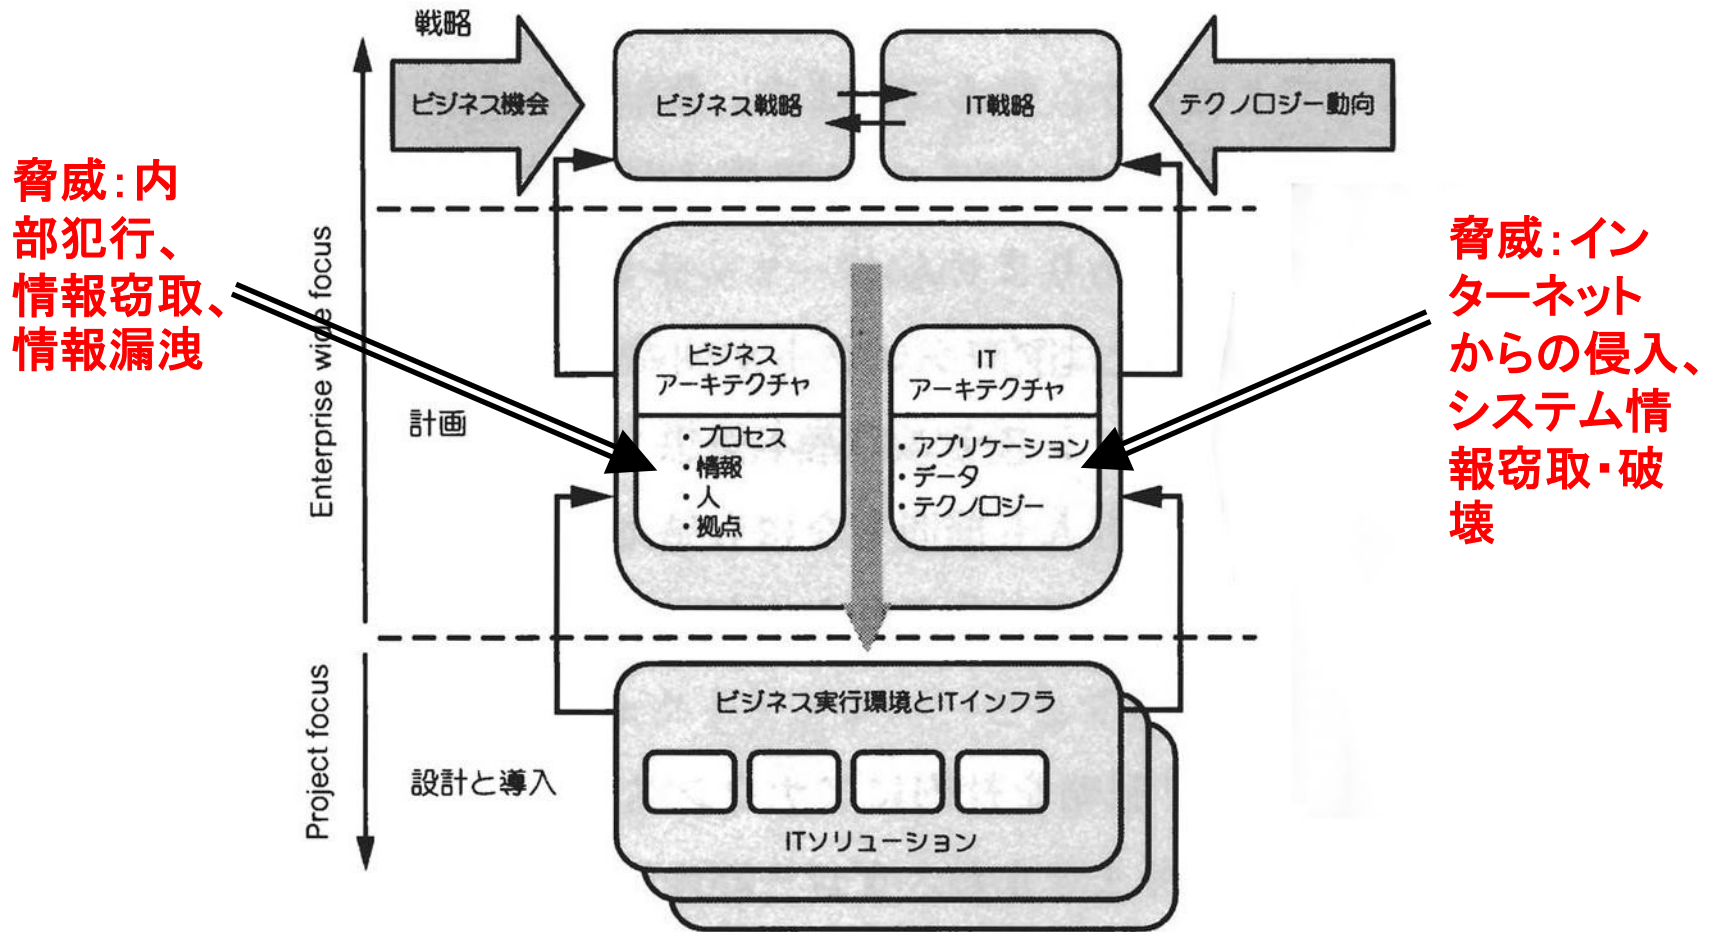 戦略
ビジネス機会
ビジネス戦略
IT戦略
テクノロジー動向
脅威：内
部犯行、
情報窃取、
情報漏洩
脅威：イン
ターネット
からの侵入、
システム情
報窃取・破
壊
Enterprise wide focus
計画
ビジネス
アーキテクチャ
・プロセス
・情報
・人
・拠点
IT
アーキテクチャ
・アプリケーション
・データ
・テクノロジー
Project focus
設計と導入
ビジネス実行環境とITインフラ
ITソリューション